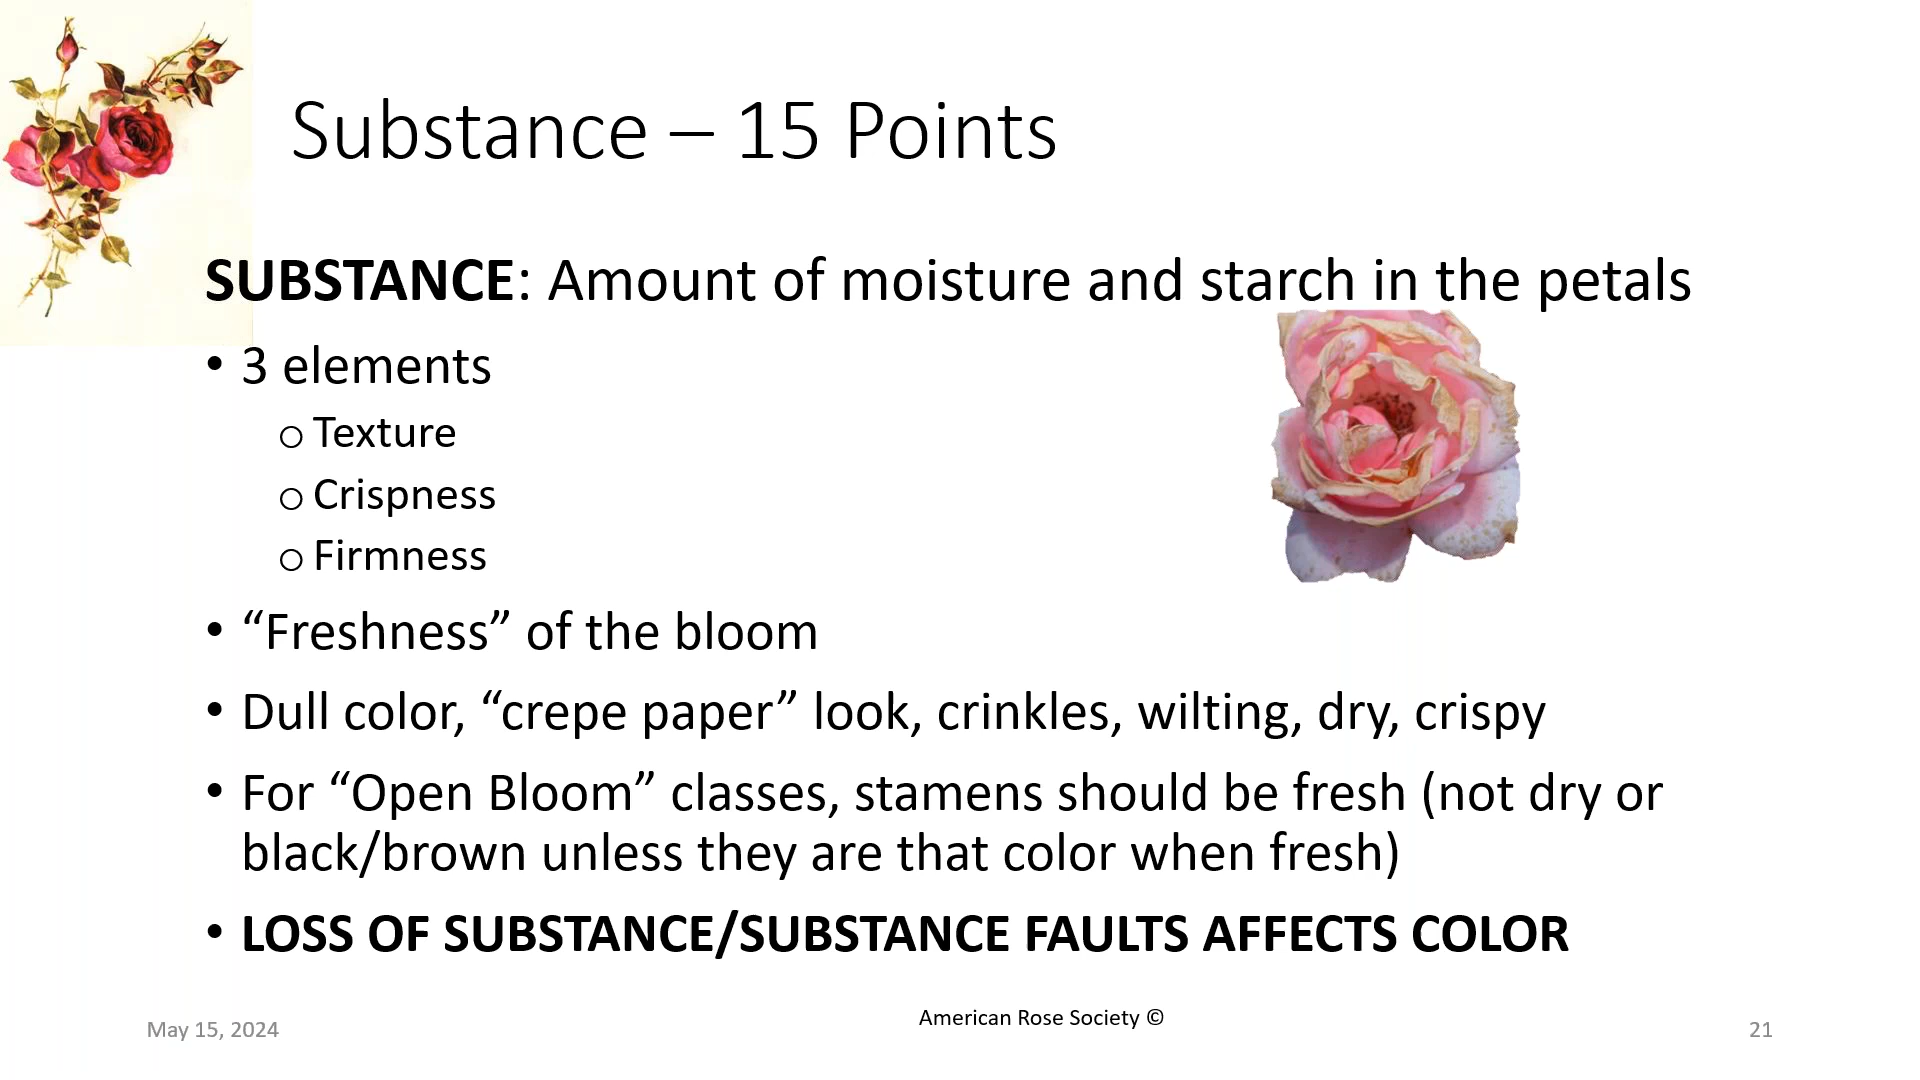 Substance – 15 Points
SUBSTANCE: Amount of moisture and starch in the petals
• 3 elements
o Texture
o Crispness
o Firmness
• “Freshness” of the bloom
• Dull color, “crepe paper” look, crinkles, wilting, dry, crispy
• For “Open Bloom” classes, stamens should be fresh (not dry or
black/brown unless they are that color when fresh)
• LOSS OF SUBSTANCE/SUBSTANCE FAULTS AFFECTS COLOR
May 15, 2024
American Rose Society ©
21